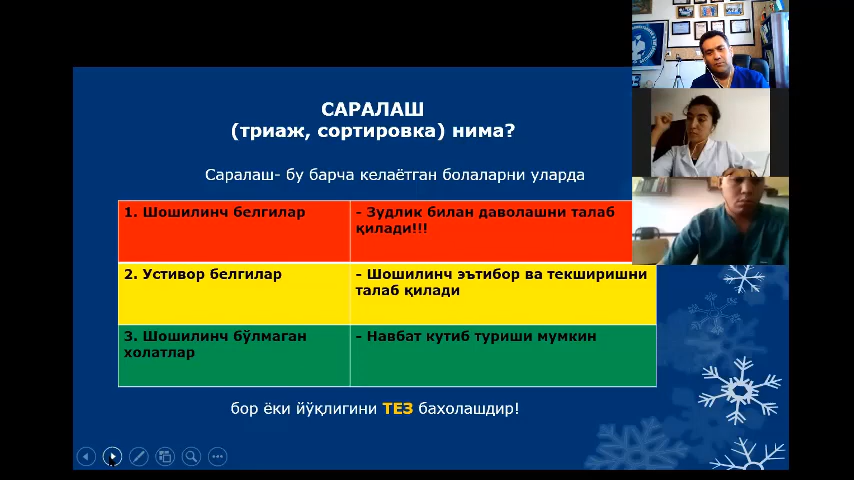 САРАЛАШ
(триаж, сортировка) нима?
Саралаш- бу барча келаётган болаларни уларда
1. Шошилинч белгилар
- Зудлик билан даволашни талаб
қилади!!!
2. Устивор белгилар
- Шошилинч эътибор ва текширишни
талаб қилади
3. Шошилинч бўлмаган
холатлар
- Навбат кутиб туриши мумкин
бор ёки йўқлигини ТЕЗ бахолашдир!